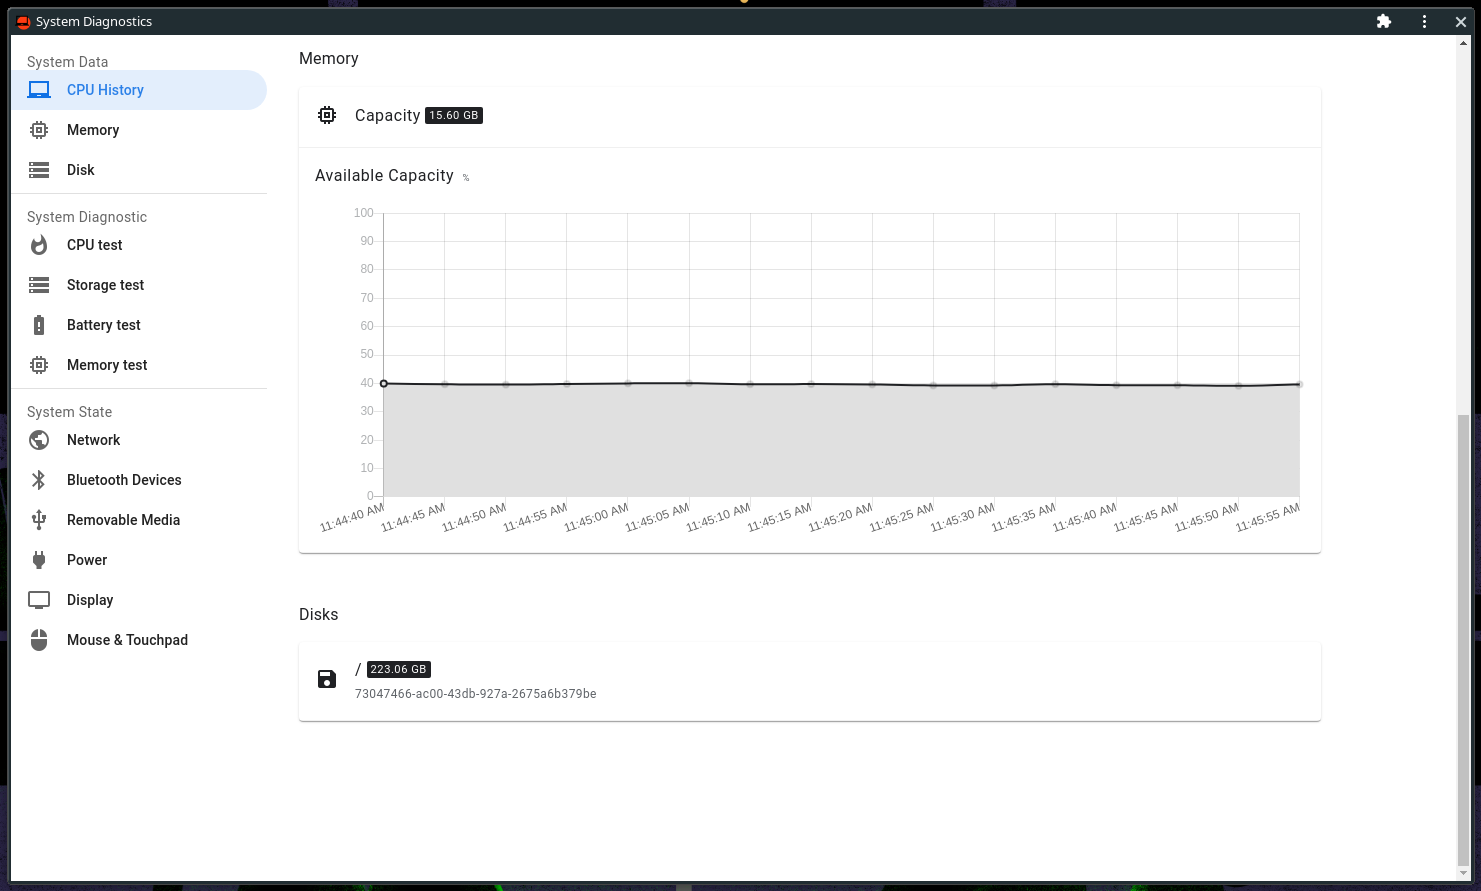 System Diagnostics
System Data
CPU History
Memory
Disk
System Diagnostic
CPU test
Storage test
Battery test
Memory test
System State
Network
Bluetooth Devices
Removable Media
Power
Display
Mouse & Touchpad
Memory
Capacity 15.60 GB
Available Capacity %
100
90
80
70
60
50
40
30
20
10
0
11:44:40 AM 11:44:45 AM 11:44:50 AM 11:44:55 AM 11:45:00 AM 11:45:05 AM 11:45:10 AM 11:45:15 AM 11:45:20 AM 11:45:25 AM 11:45:30 AM 11:45:35 AM 11:45:40 AM 11:45:45 AM 11:45:50 AM 11:45:55 AM
Disks
/ 223.06 GB
73047466-ac00-43db-927a-2675a6b379be